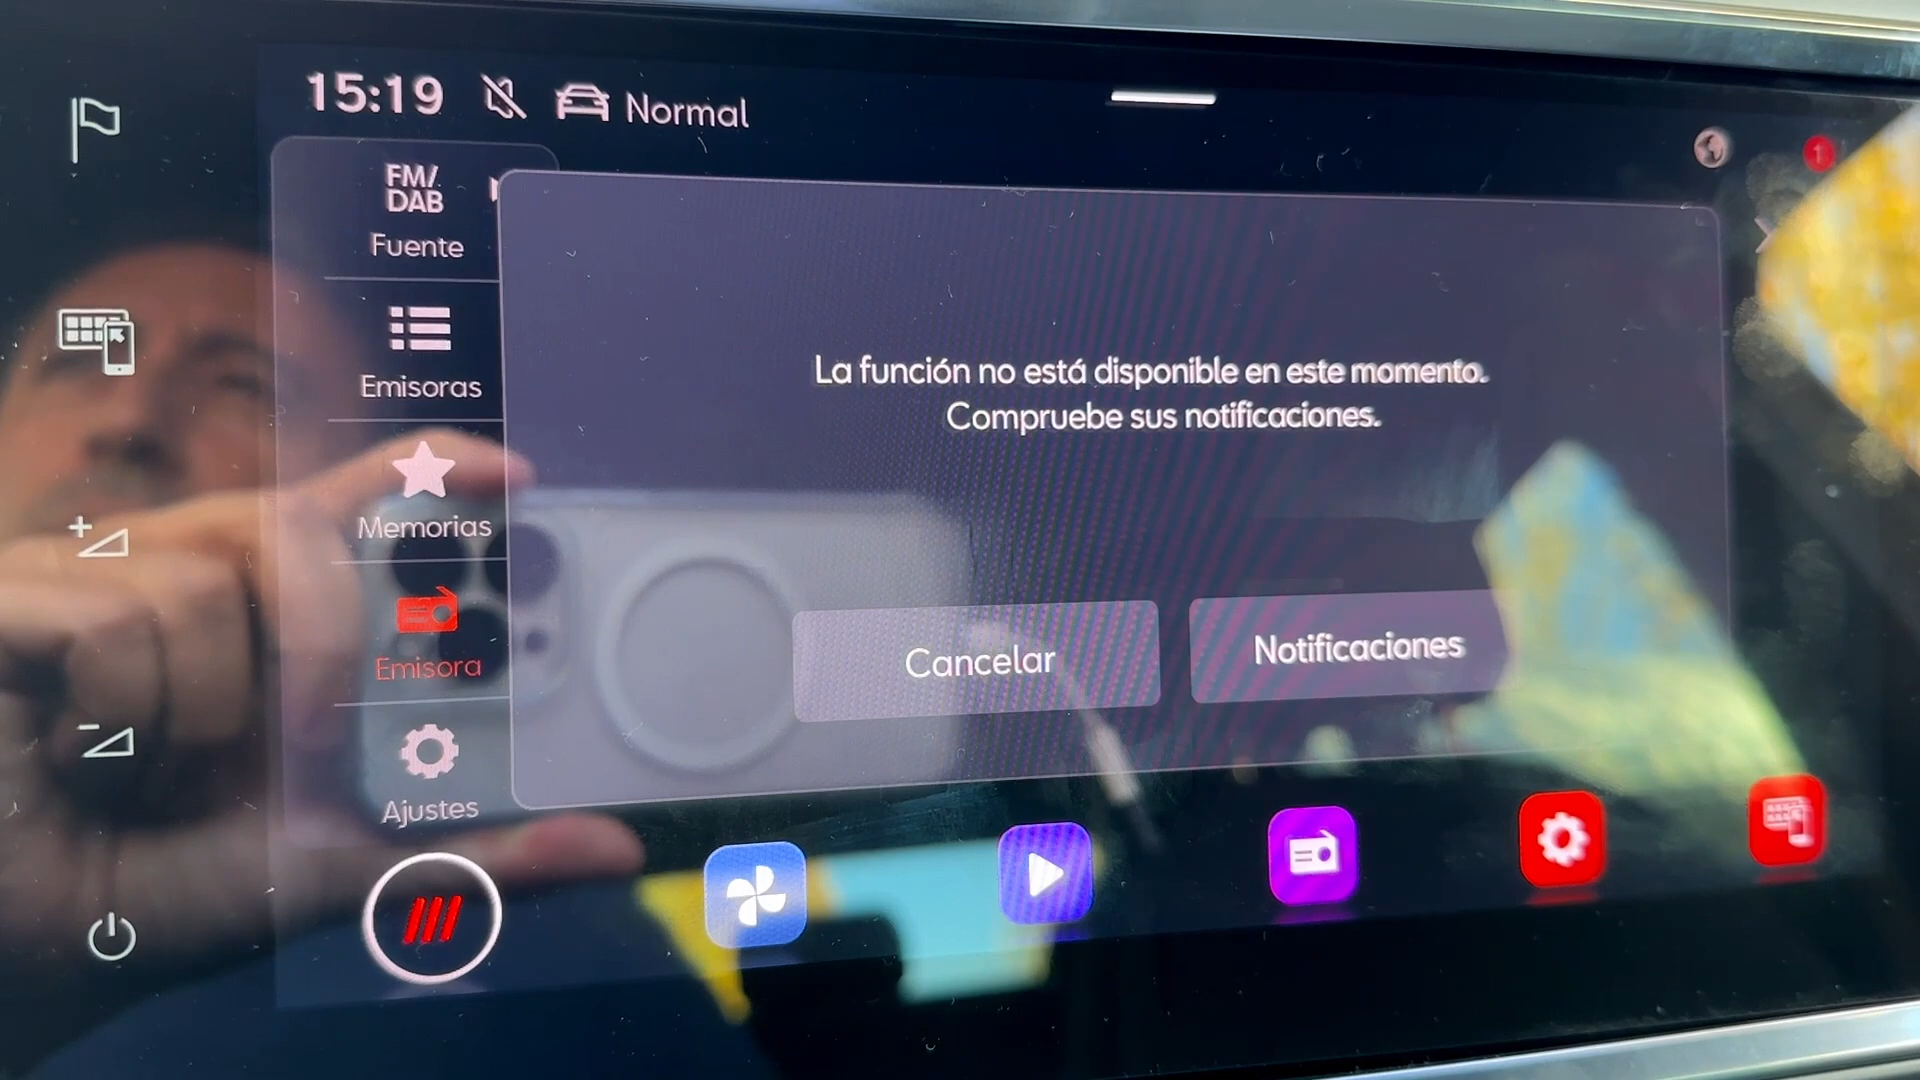 15:19 Normal
1
FM/
DAB
Fuente
Emisoras
Memorias
Emisora
Ajustes
La función no está disponible en este momento.
Compruebe sus notificaciones.
Cancelar
Notificaciones